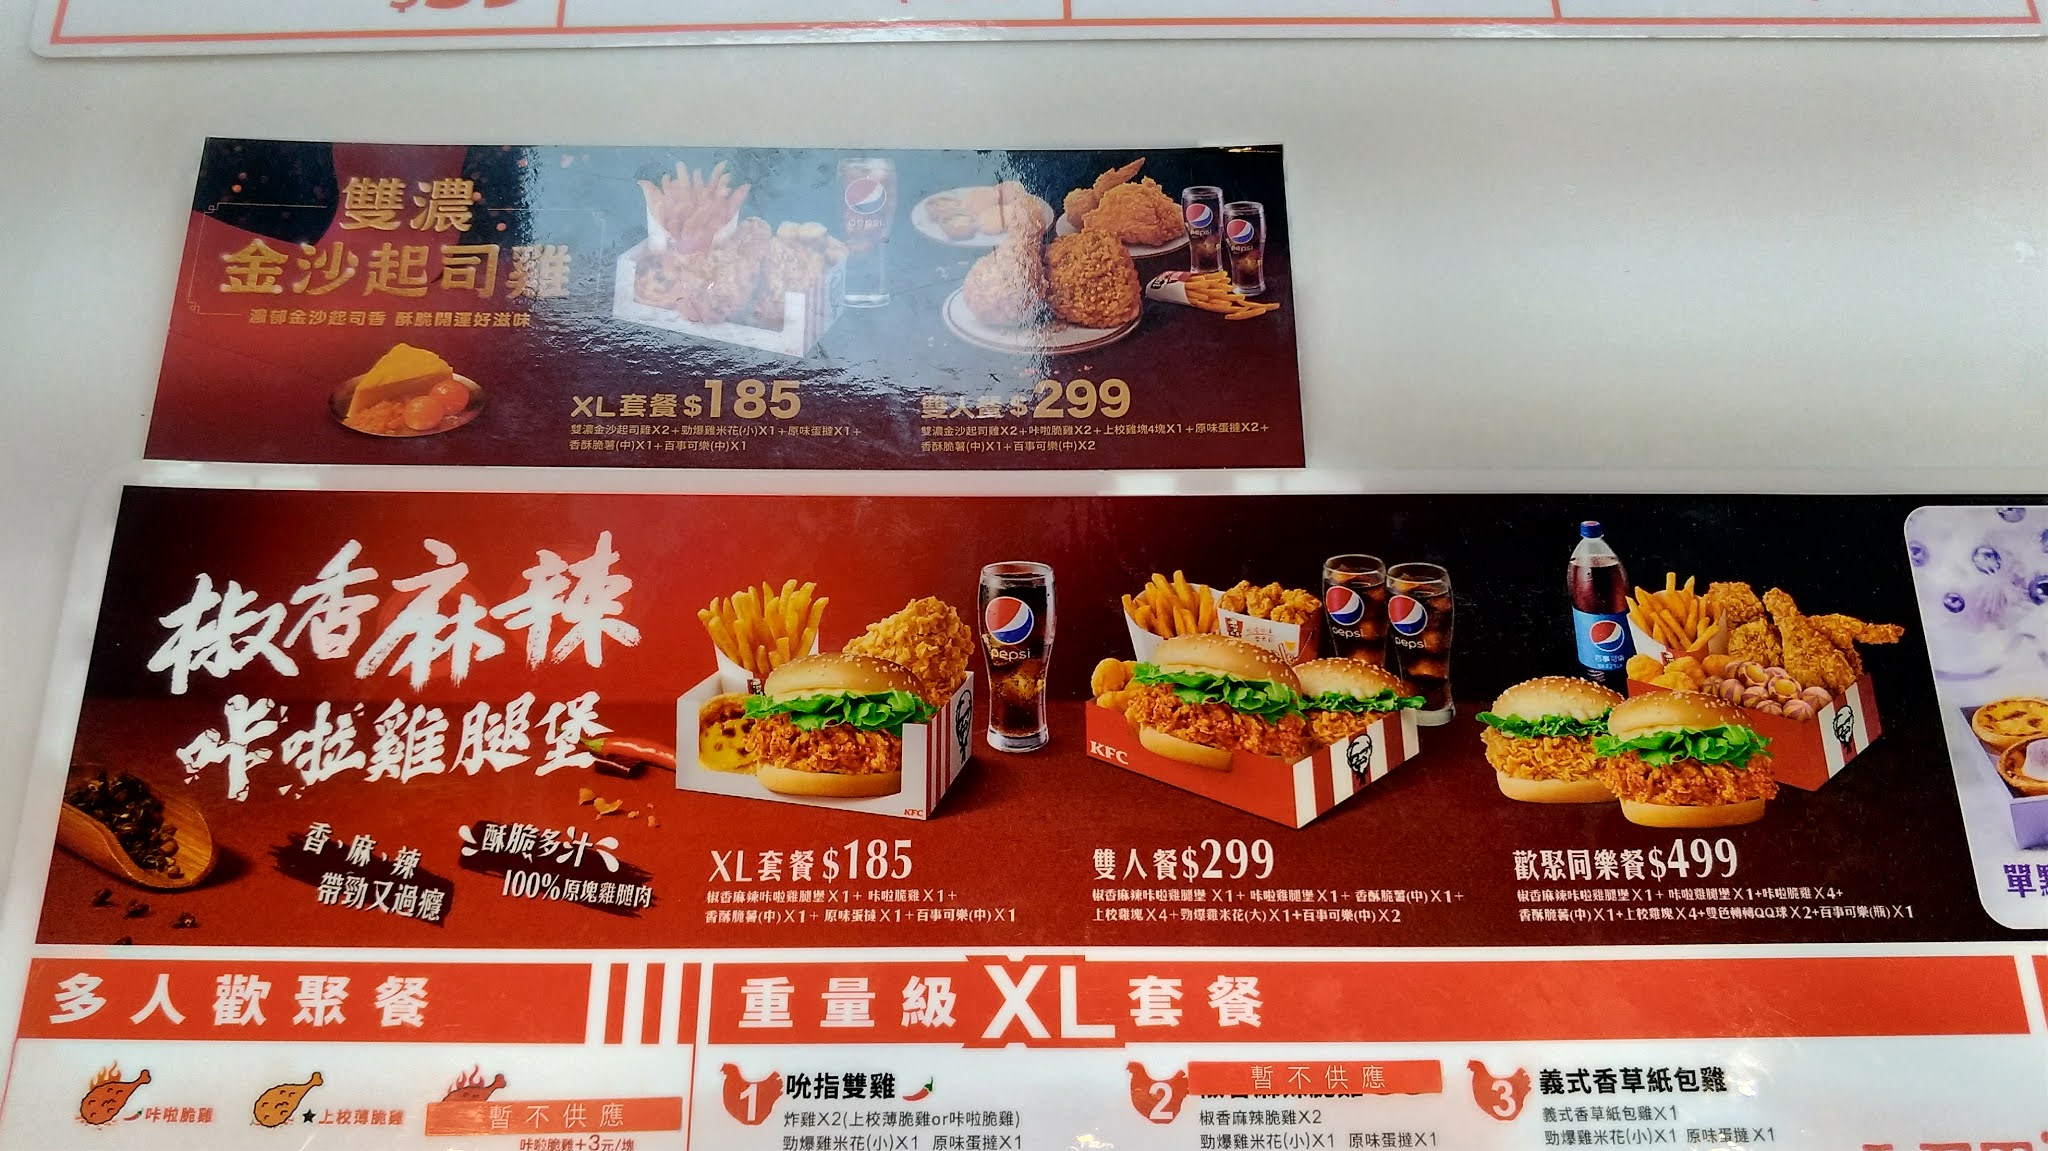 雙濃
金沙起司雞
濃郁金沙起司香 酥脆開運好滋味
XL套餐$185
雙濃金沙起司雞X2+勁爆雞米花(小)X1+原味蛋撻X1+
香酥脆薯(中)X1+百事可樂(中)X1
雙人餐$299
雙濃金沙起司雞X2+咔啦脆雞X2+上校雞塊4塊X1+原味蛋撻X2+
香酥脆薯(中)X1+百事可樂(中)X2
pepsi
pepsi
椒香麻辣
咔啦雞腿堡
香、麻、辣
帶勁又過癮
酥脆多汁
100%原塊雞腿肉
pepsi
KFC
XL套餐$185
椒香麻辣咔啦雞腿堡X1+咔啦脆雞X1+
香酥脆薯(中)X1+原味蛋撻X1+百事可樂(中)X1
pepsi
pepsi
KFC
雙人餐$299
椒香麻辣咔啦雞腿堡X1+咔啦雞腿堡X1+香酥脆薯(中)X1+
上校雞塊X4+勁爆雞米花(大)X1+百事可樂(中)X2
歡聚同樂餐$499
椒香麻辣咔啦雞腿堡X1+咔啦雞腿堡X1+咔啦脆雞X4+
香酥脆薯(中)X1+上校雞塊X4+雙色轉轉QQ球X2+百事可樂(瓶)X1
多人歡聚餐
咔啦脆雞
★上校薄脆雞
暫不供應
咔啦脆雞+3元/塊
重量級XL套餐
1 吮指雙雞
炸雞X2(上校薄脆雞or咔啦脆雞)
勁爆雞米花(小)X1 原味蛋撻X1
2 暫不供應
椒香麻辣脆雞X2
勁爆雞米花(小)X1 原味蛋撻X1
3 義式香草紙包雞
義式香草紙包雞X1
勁爆雞米花(小)X1 原味蛋撻X1